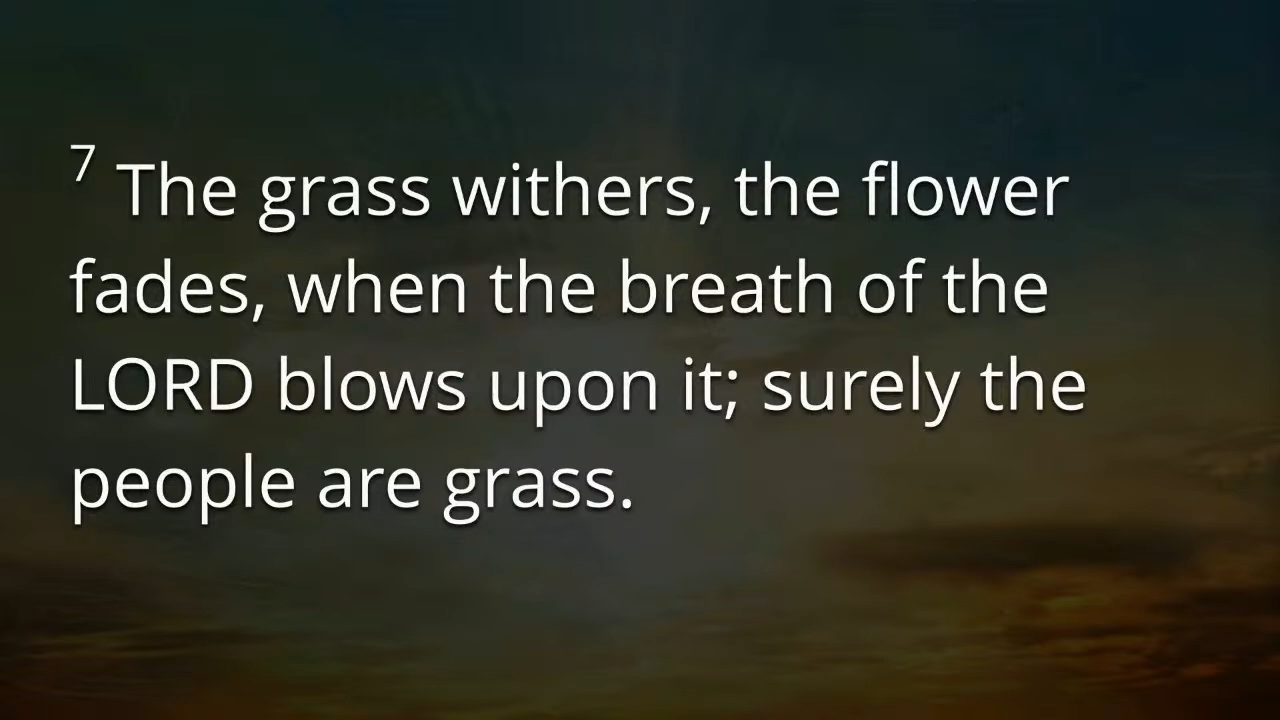 7 The grass withers, the flower
fades, when the breath of the
LORD blows upon it; surely the
people are grass.